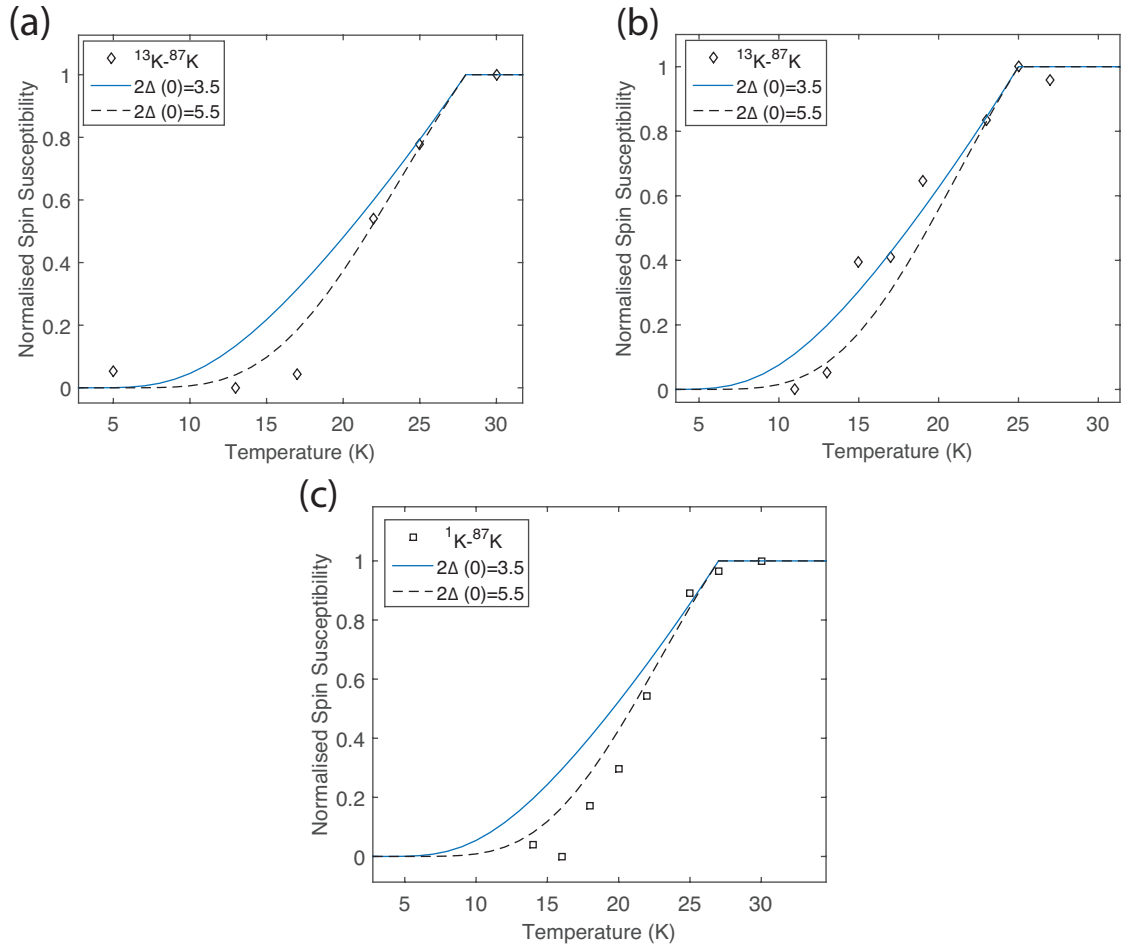 (a)
¹³K-⁸⁷K
2Δ (0)=3.5
2Δ (0)=5.5
Normalised Spin Susceptibility
1
0.8
0.6
0.4
0.2
0
5 10 15 20 25 30
Temperature (K)
(b)
¹³K-⁸⁷K
2Δ (0)=3.5
2Δ (0)=5.5
Normalised Spin Susceptibility
1
0.8
0.6
0.4
0.2
0
5 10 15 20 25 30
Temperature (K)
(c)
¹K-⁸⁷K
2Δ (0)=3.5
2Δ (0)=5.5
Normalised Spin Susceptibility
1
0.8
0.6
0.4
0.2
0
5 10 15 20 25 30
Temperature (K)